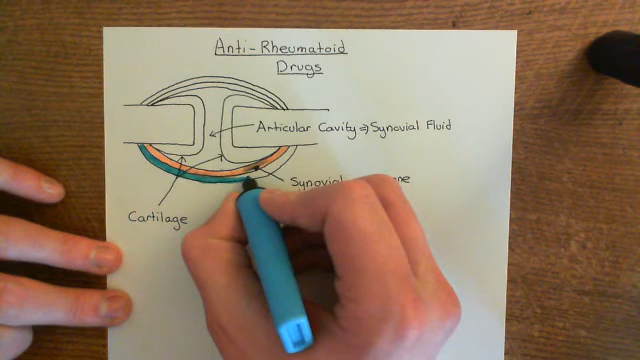 Anti-Rheumatoid
Drugs
Articular Cavity ⇒ Synovial Fluid
Synovial
Cartilage